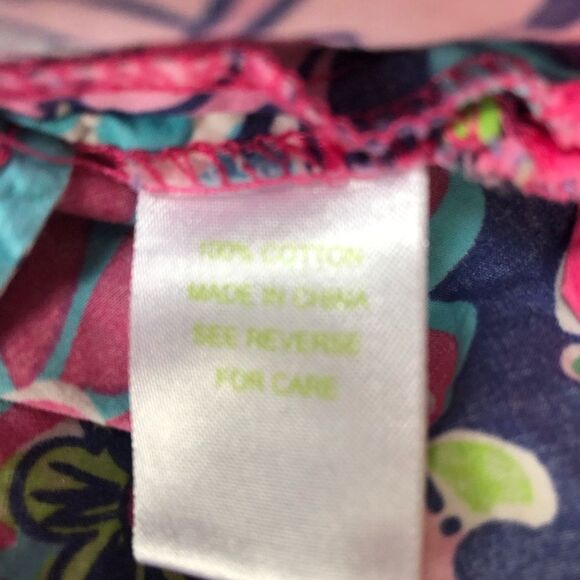 100% COTTON
MADE IN CHINA
SEE REVERSE
FOR CARE